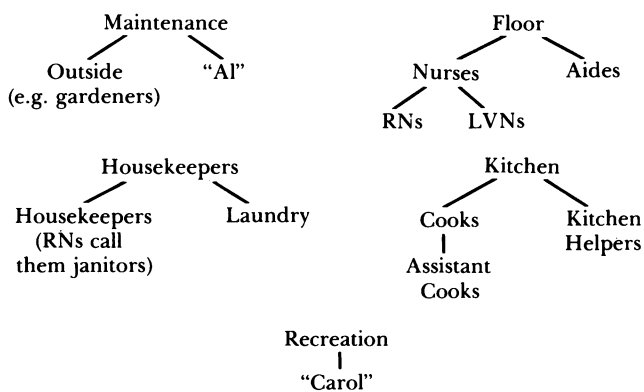 Maintenance
Outside
(e.g. gardeners)
“Al”
Floor
Nurses
Aides
RNs
LVNs
Housekeepers
Housekeepers
(RNs call
them janitors)
Laundry
Kitchen
Cooks
Assistant
Cooks
Kitchen
Helpers
Recreation
“Carol”